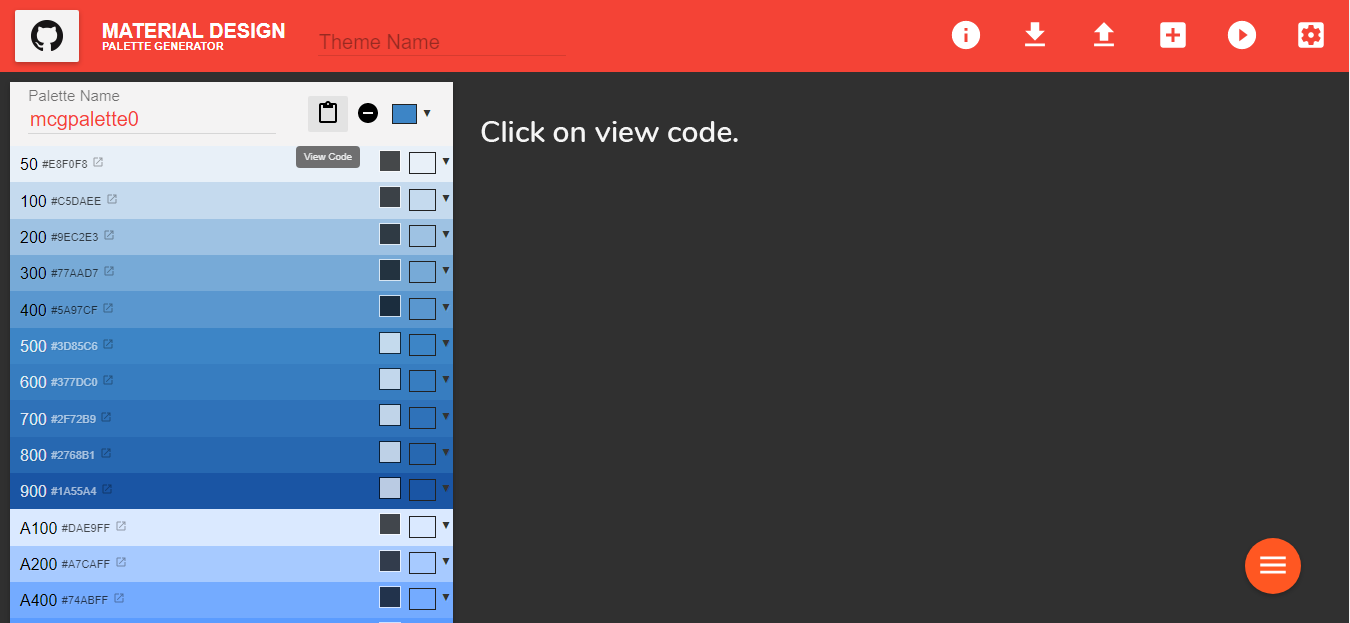 MATERIAL DESIGN
PALETTE GENERATOR
Theme Name
Palette Name
mcgpalette0
View Code
Click on view code.
50 #E8F0F8
100 #C5DAEE
200 #9EC2E3
300 #77AAD7
400 #5A97CF
500 #3D85C6
600 #377DC0
700 #2F72B9
800 #2768B1
900 #1A55A4
A100 #DAE9FF
A200 #A7CAFF
A400 #74ABFF